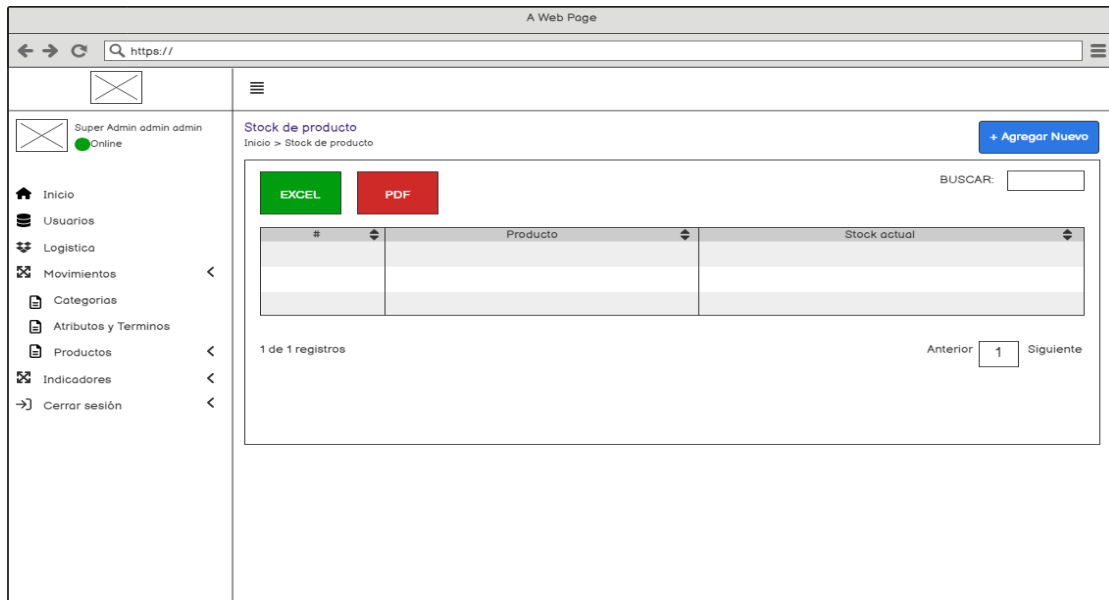 A Web Page
https://
Super Admin admin admin
Online
Inicio
Usuarios
Logistica
Movimientos
Categorias
Atributos y Terminos
Productos
Indicadores
Cerrar sesión
Stock de producto
Inicio > Stock de producto
+ Agregar Nuevo
EXCEL PDF
BUSCAR:
# Producto Stock actual
1 de 1 registros
Anterior 1 Siguiente